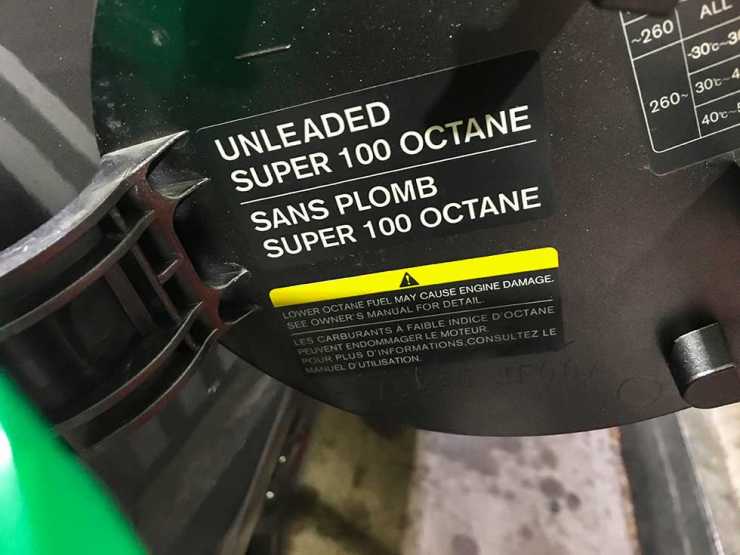 UNLEADED
SUPER 100 OCTANE
SANS PLOMB
SUPER 100 OCTANE
LOWER OCTANE FUEL MAY CAUSE ENGINE DAMAGE.
SEE OWNER'S MANUAL FOR DETAIL.
LES CARBURANTS À FAIBLE INDICE D'OCTANE
PEUVENT ENDOMMAGER LE MOTEUR.
POUR PLUS D'INFORMATIONS,CONSULTEZ LE
MANUEL D'UTILISATION.
~260 ALL
-30℃~
260~ 30℃~
40℃~